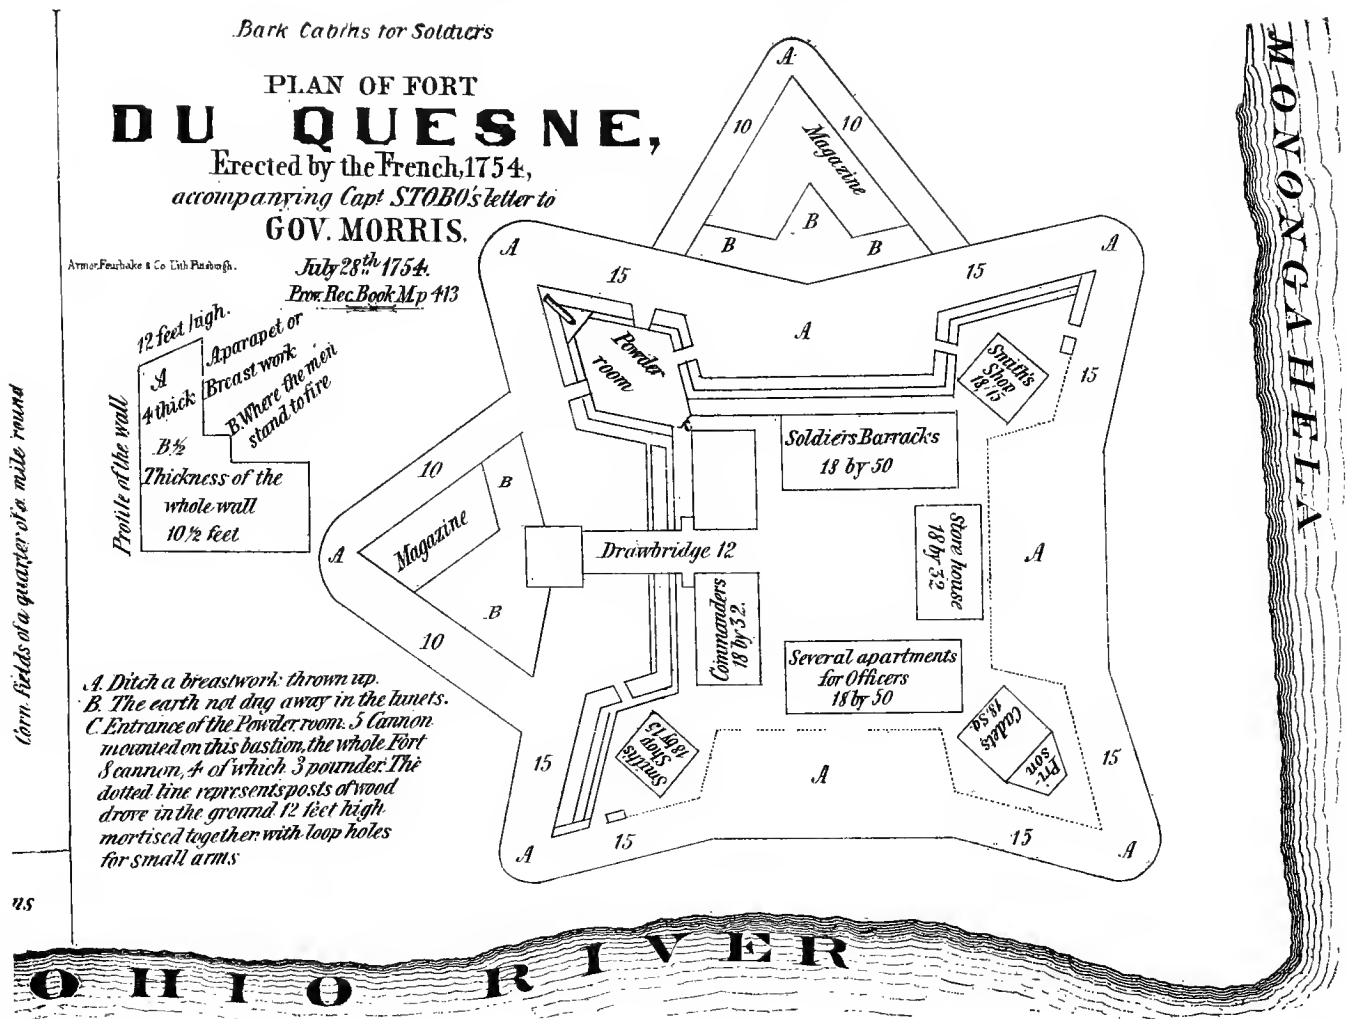 Bark Cabins for Soldiers
PLAN OF FORT
DU QUESNE,
Erected by the French, 1754,
accompanying Capt STOBO's letter to
GOV. MORRIS.
July 28th 1754.
Prov. Rec. Book M p 413
Armor, Feurhake & Co Lith Pittsburgh.
12 feet high.
A
4 thick
B ½
Thickness of the
whole wall
10 ½ feet
Profile of the wall
A parapet or
Breast work
B Where the men
stand to fire
Corn fields of a quarter of a mile round
A. Ditch a breastwork thrown up.
B. The earth not dug away in the lunets.
C. Entrance of the Powder room. 5 Cannon
mounted on this bastion, the whole Fort
8 cannon, 4 of which 3 pounder. The
dotted line represents posts of wood
drove in the ground 12 feet high
mortised together with loop holes
for small arms
ns
A
10
10
Magazine
B
B
B
A
15
15
A
A
Powder
room
Smith's
Shop
18/15
15
Soldiers Barracks
18 by 50
10
B
Magazine
A
B
10
Drawbridge 12
Store house
18 by 32
A
Commanders
18 by 32.
Several apartments
for Officers
18 by 50
Smiths
Shop
18 by 15
15
A
Cadets,
18. Sq.
Pri-
son
15
15
15
A
A
MONONGAHELA
OHIO RIVER